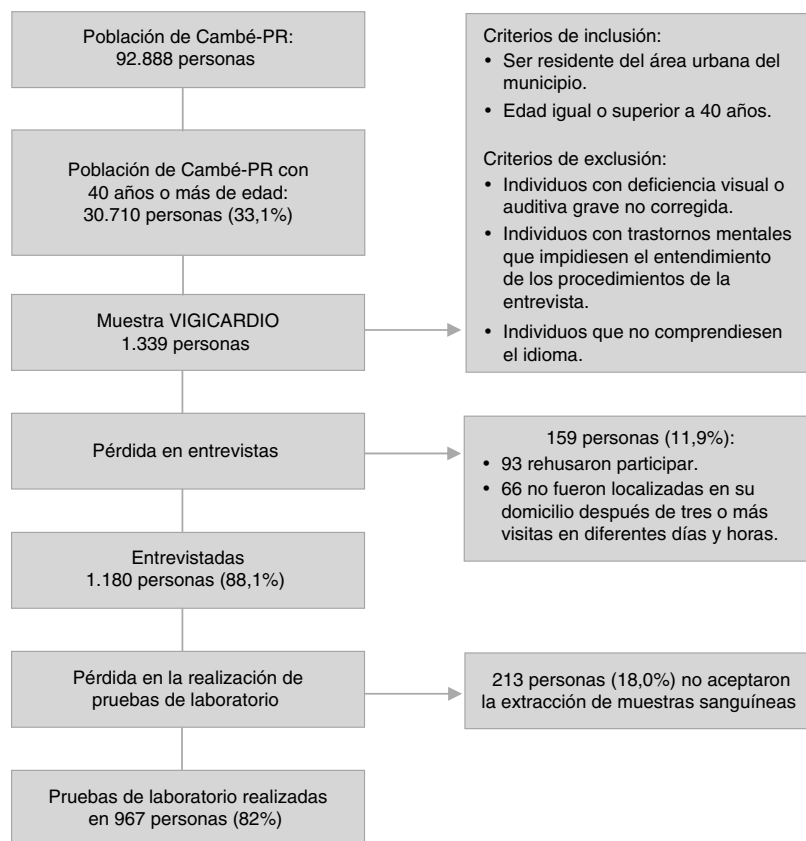 Población de Cambé-PR:
92.888 personas
Población de Cambé-PR con
40 años o más de edad:
30.710 personas (33,1%)
Muestra VIGICARDIO
1.339 personas
Criterios de inclusión:
• Ser residente del área urbana del
municipio.
• Edad igual o superior a 40 años.
Criterios de exclusión:
• Individuos con deficiencia visual o
auditiva grave no corregida.
• Individuos con trastornos mentales
que impidiesen el entendimiento
de los procedimientos de la
entrevista.
• Individuos que no comprendiesen
el idioma.
Pérdida en entrevistas
159 personas (11,9%):
• 93 rehusaron participar.
• 66 no fueron localizadas en su
domicilio después de tres o más
visitas en diferentes días y horas.
Entrevistadas
1.180 personas (88,1%)
Pérdida en la realización de
pruebas de laboratorio
213 personas (18,0%) no aceptaron
la extracción de muestras sanguíneas
Pruebas de laboratorio realizadas
en 967 personas (82%)